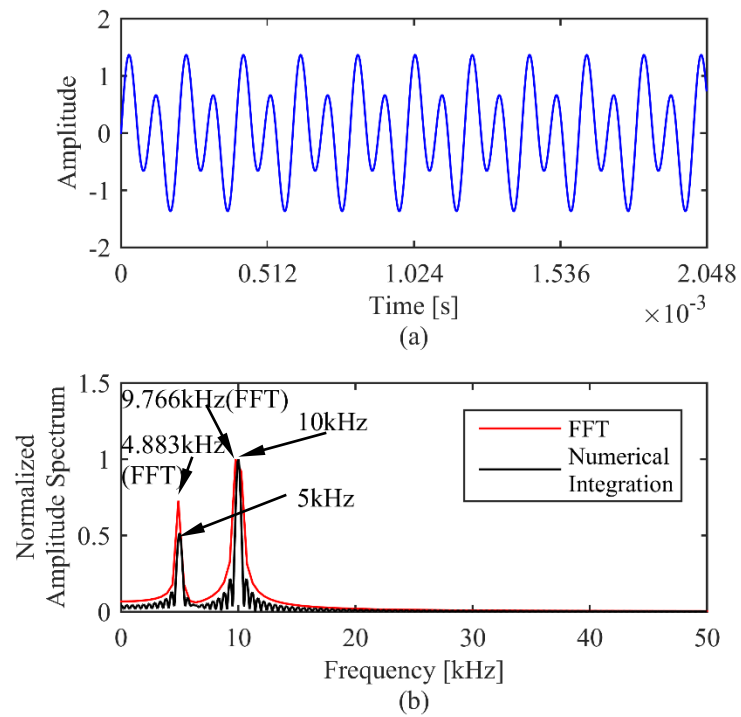 2
1
0
-1
-2
Amplitude
0 0.512 1.024 1.536 2.048
Time [s]
×10-3
(a)
1.5
1
0.5
0
Normalized
Amplitude Spectrum
9.766kHz(FFT)
10kHz
4.883kHz
(FFT)
5kHz
FFT
Numerical
Integration
0 10 20 30 40 50
Frequency [kHz]
(b)